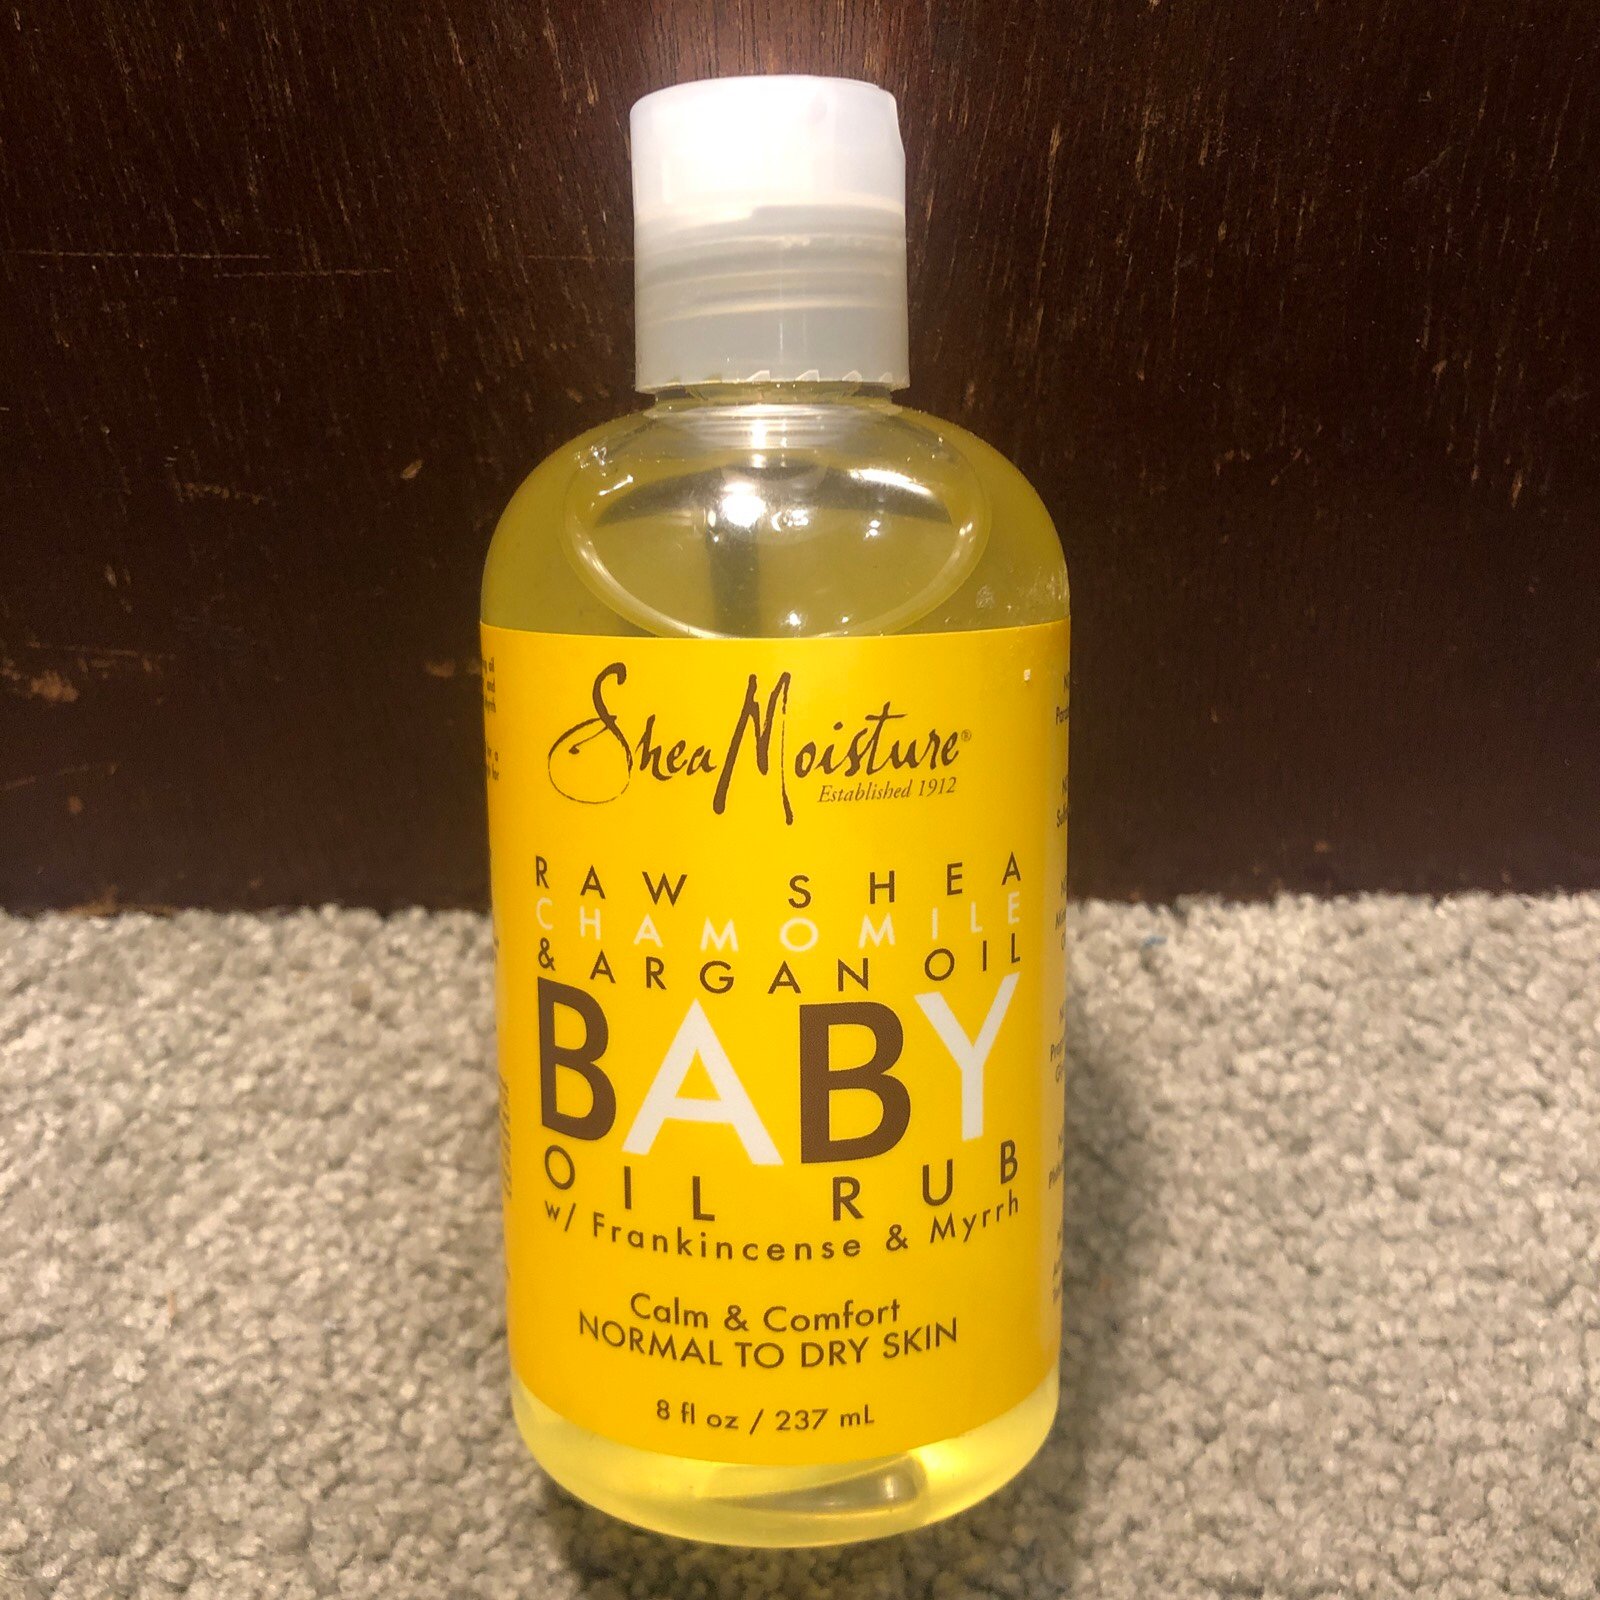 SheaMoisture®
Established 1912
RAW SHEA
CHAMOMILE
& ARGAN OIL
BABY
OIL RUB
w/ Frankincense & Myrrh
Calm & Comfort
NORMAL TO DRY SKIN
8 fl oz / 237 mL